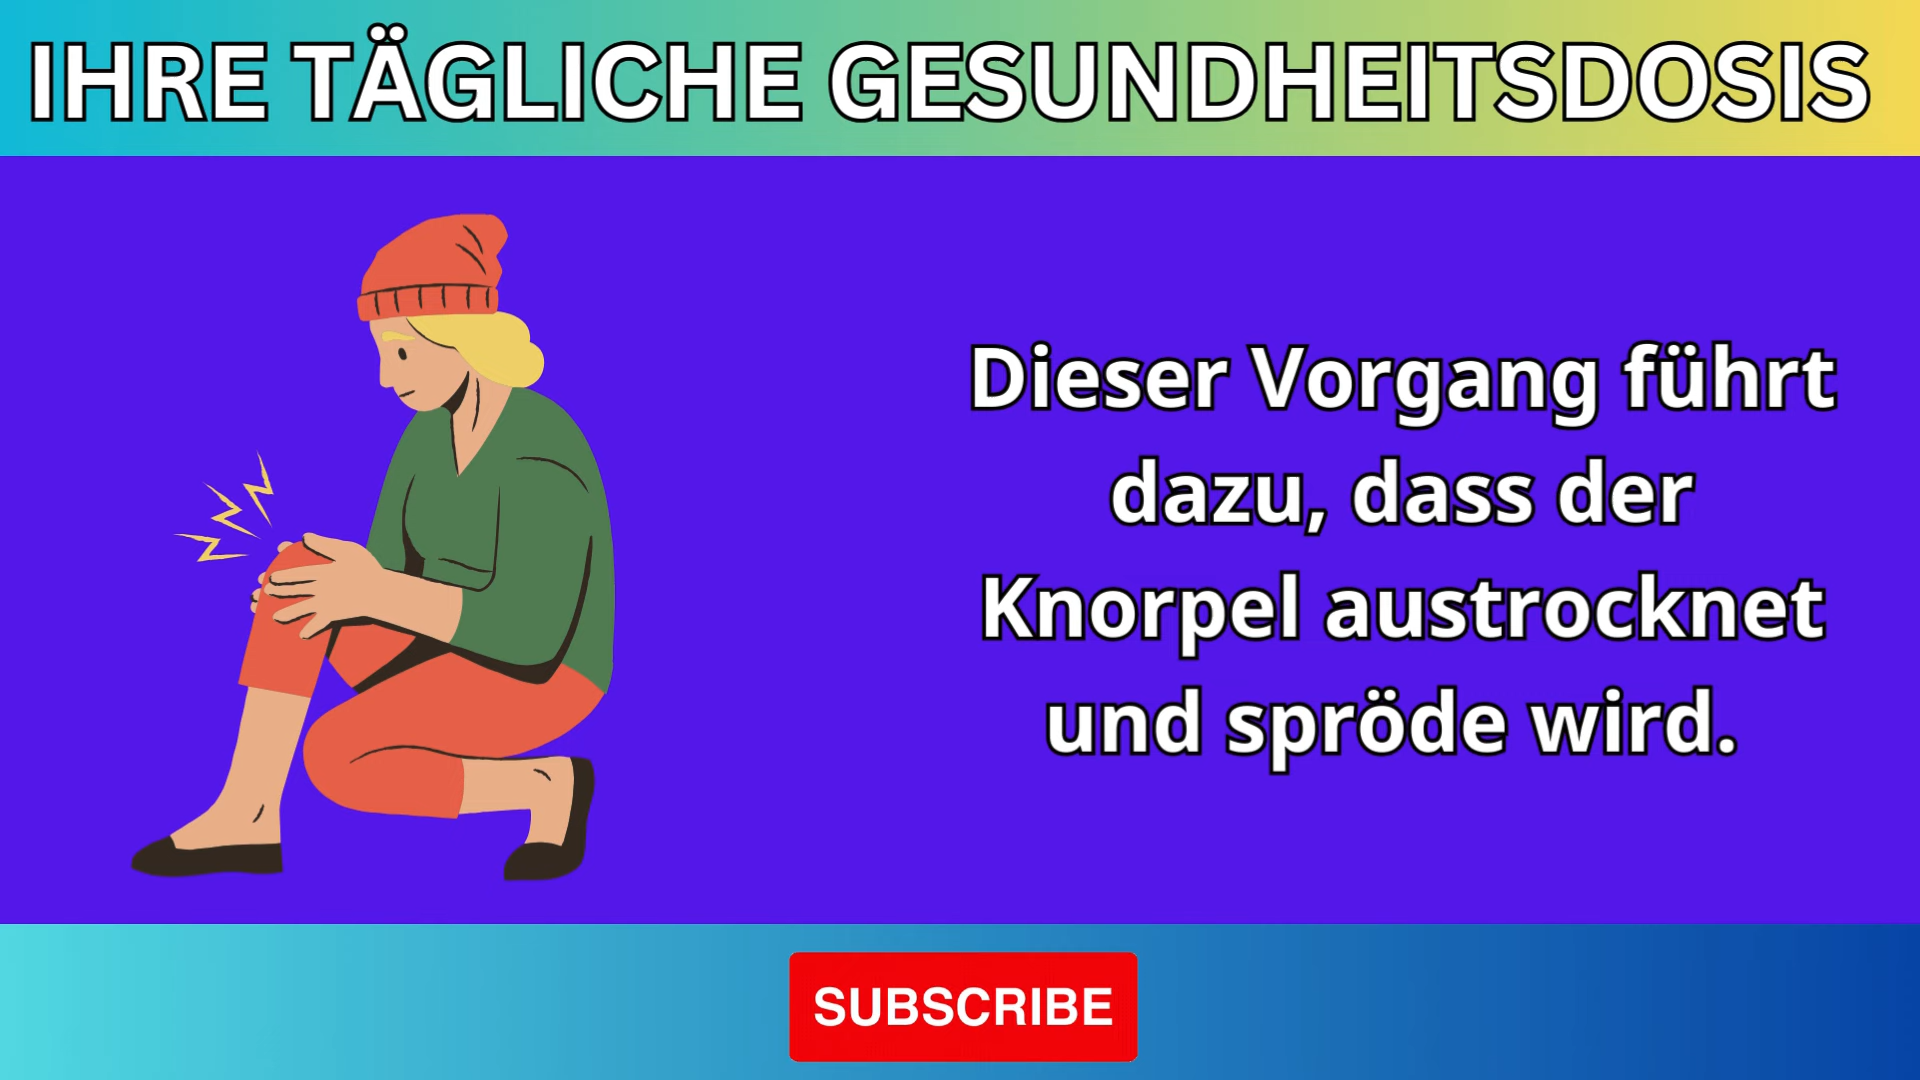 IHRE TÄGLICHE GESUNDHEITSDOSIS
Dieser Vorgang führt
dazu, dass der
Knorpel austrocknet
und spröde wird.
SUBSCRIBE